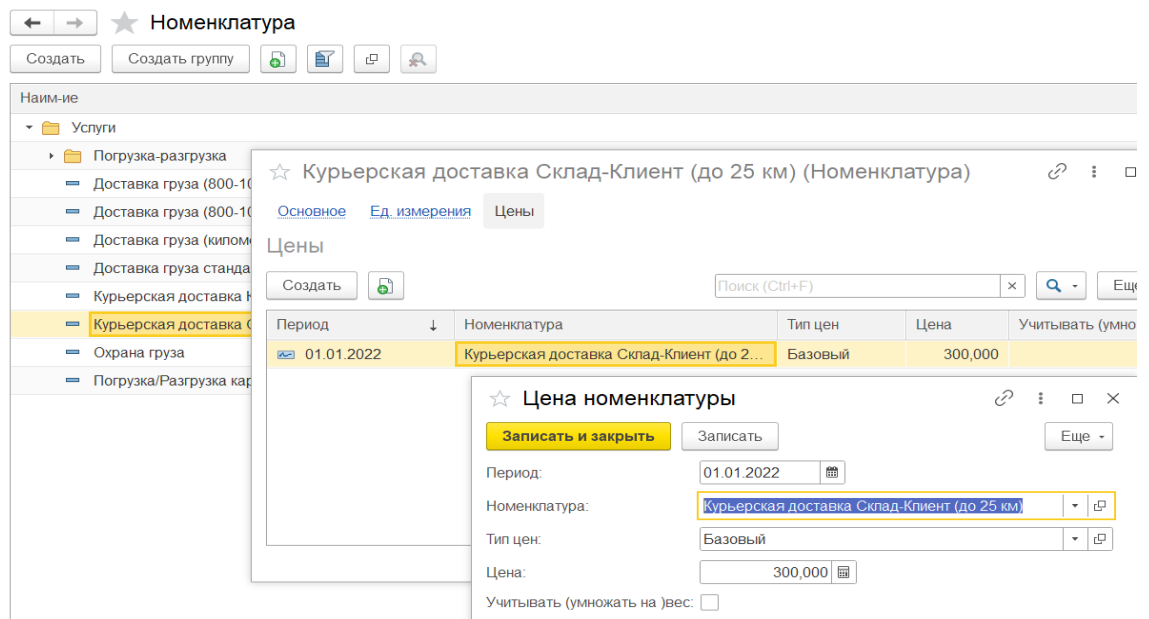 Номенклатура
Создать
Создать группу
Наим-ие
Услуги
Погрузка-разгрузка
Доставка груза (800-10
Доставка груза (800-10
Доставка груза (килом
Доставка груза станда
Курьерская доставка
Курьерская доставка
Охрана груза
Погрузка/Разгрузка кар
Курьерская доставка Склад-Клиент (до 25 км) (Номенклатура)
Основное
Ед. измерения
Цены
Цены
Создать
Поиск (Ctrl+F)
Еще
Период
Номенклатура
Тип цен
Цена
Учитывать (умно
01.01.2022
Курьерская доставка Склад-Клиент (до 2...
Базовый
300,000
Цена номенклатуры
Записать и закрыть
Записать
Еще
Период:
01.01.2022
Номенклатура:
Курьерская доставка Склад-Клиент (до 25 км)
Тип цен:
Базовый
Цена:
300,000
Учитывать (умножать на )вес: